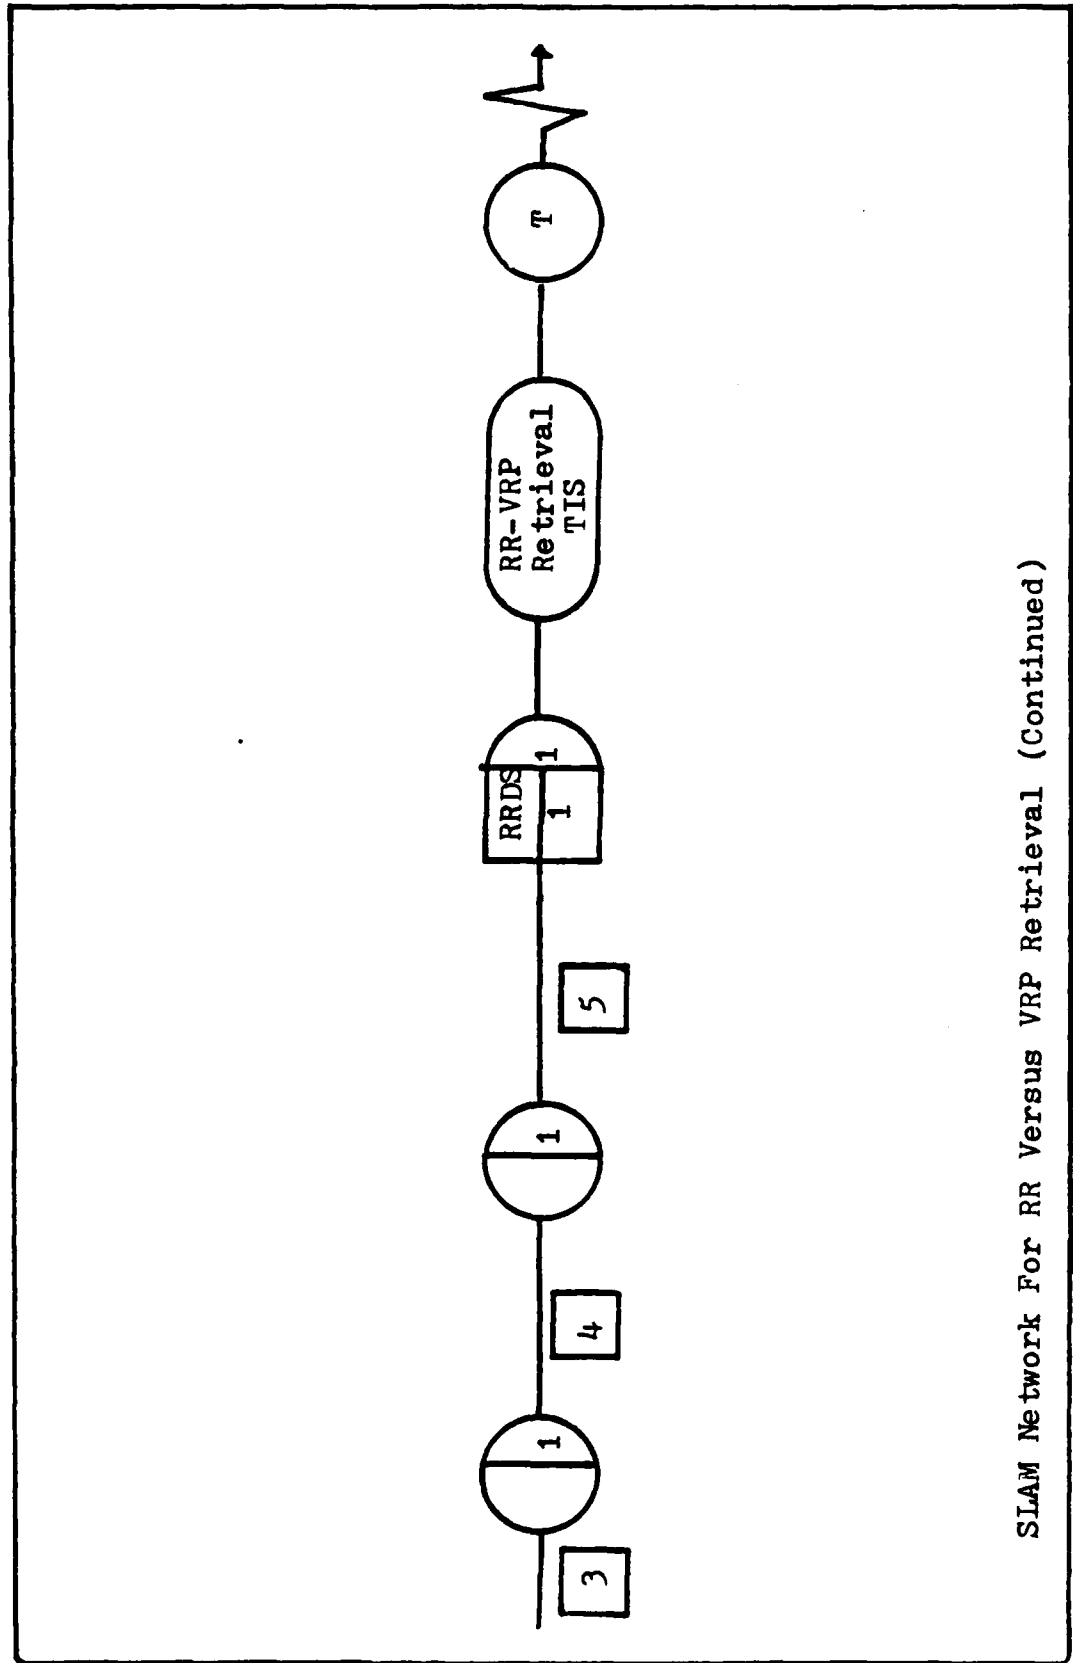 3
1
4
1
5
RRDS
1
1
RR-VRP
Retrieval
TIS
T
SLAM Network For RR Versus VRP Retrieval (Continued)